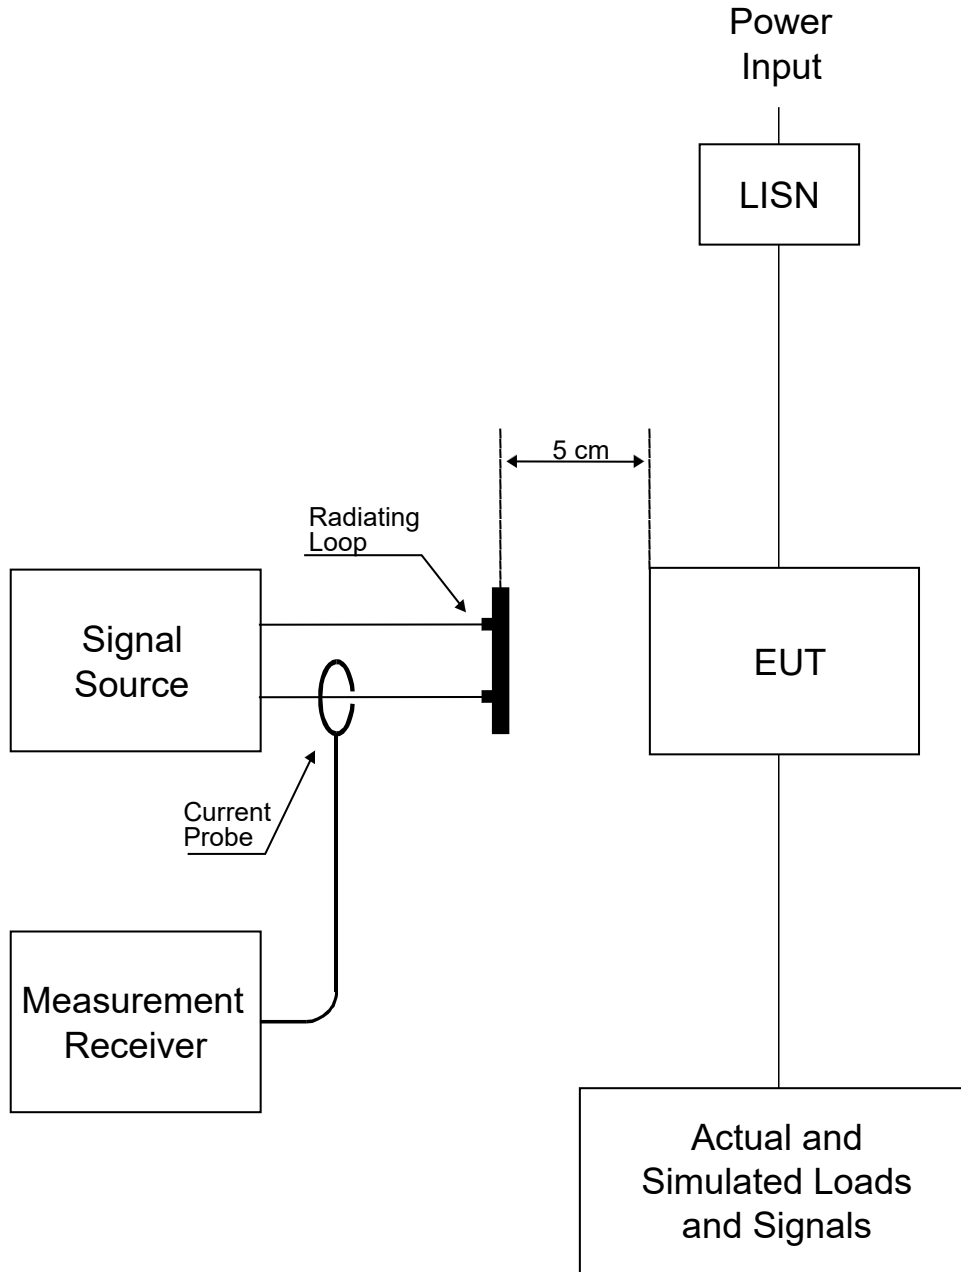 Power
Input
LISN
5 cm
Radiating
Loop
Signal
Source
EUT
Current
Probe
Measurement
Receiver
Actual and
Simulated Loads
and Signals